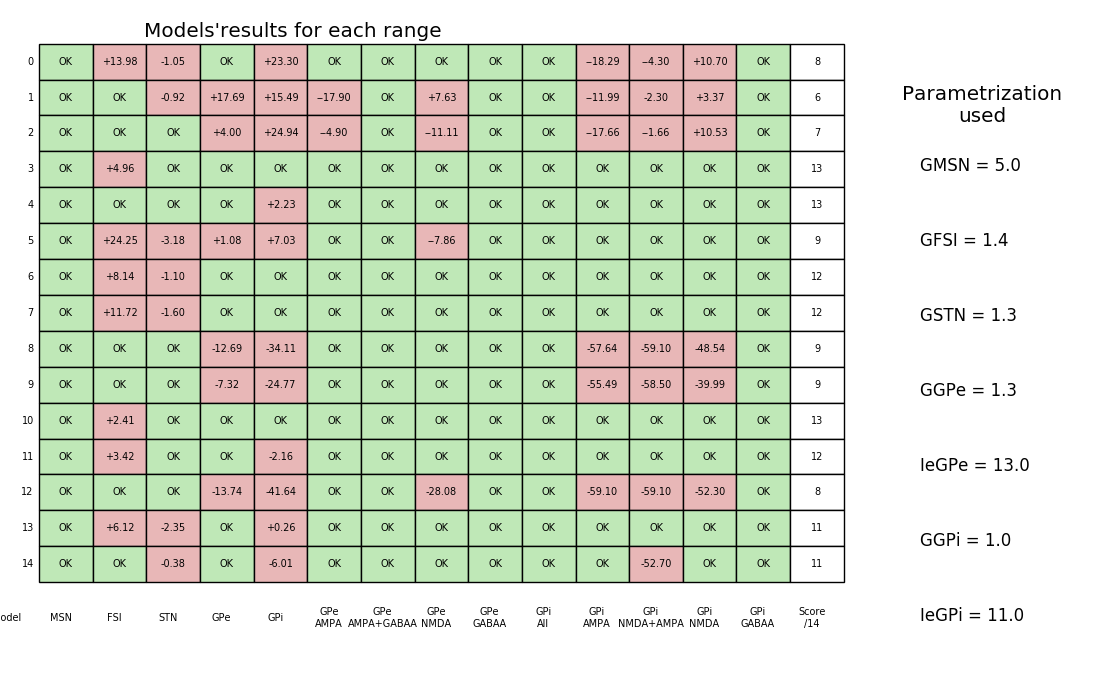 Models'results for each range
0 OK +13.98 -1.05 OK +23.30 OK OK OK OK OK --18.29 --4.30 +10.70 OK 8
1 OK OK -0.92 +17.69 +15.49 --17.90 OK +7.63 OK OK --11.99 -2.30 +3.37 OK 6
2 OK OK OK +4.00 +24.94 --4.90 OK --11.11 OK OK --17.66 --1.66 +10.53 OK 7
3 OK +4.96 OK OK OK OK OK OK OK OK OK OK OK OK 13
4 OK OK OK OK +2.23 OK OK OK OK OK OK OK OK OK 13
5 OK +24.25 -3.18 +1.08 +7.03 OK OK --7.86 OK OK OK OK OK OK 9
6 OK +8.14 -1.10 OK OK OK OK OK OK OK OK OK OK OK 12
7 OK +11.72 -1.60 OK OK OK OK OK OK OK OK OK OK OK 12
8 OK OK OK -12.69 -34.11 OK OK OK OK OK -57.64 -59.10 -48.54 OK 9
9 OK OK OK -7.32 -24.77 OK OK OK OK OK -55.49 -58.50 -39.99 OK 9
10 OK +2.41 OK OK OK OK OK OK OK OK OK OK OK OK 13
11 OK +3.42 OK OK -2.16 OK OK OK OK OK OK OK OK OK 12
12 OK OK OK -13.74 -41.64 OK OK -28.08 OK OK -59.10 -59.10 -52.30 OK 8
13 OK +6.12 -2.35 OK +0.26 OK OK OK OK OK OK OK OK OK 11
14 OK OK -0.38 OK -6.01 OK OK OK OK OK OK -52.70 OK OK 11
odel MSN FSI STN GPe GPi GPe GPe GPe GPe GPi GPi GPi GPi GPi Score
AMPA AMPA+GABAA NMDA GABAA All AMPA NMDA+AMPA NMDA GABAA /14
Parametrization
used
GMSN = 5.0
GFSI = 1.4
GSTN = 1.3
GGPe = 1.3
IeGPe = 13.0
GGPi = 1.0
IeGPi = 11.0